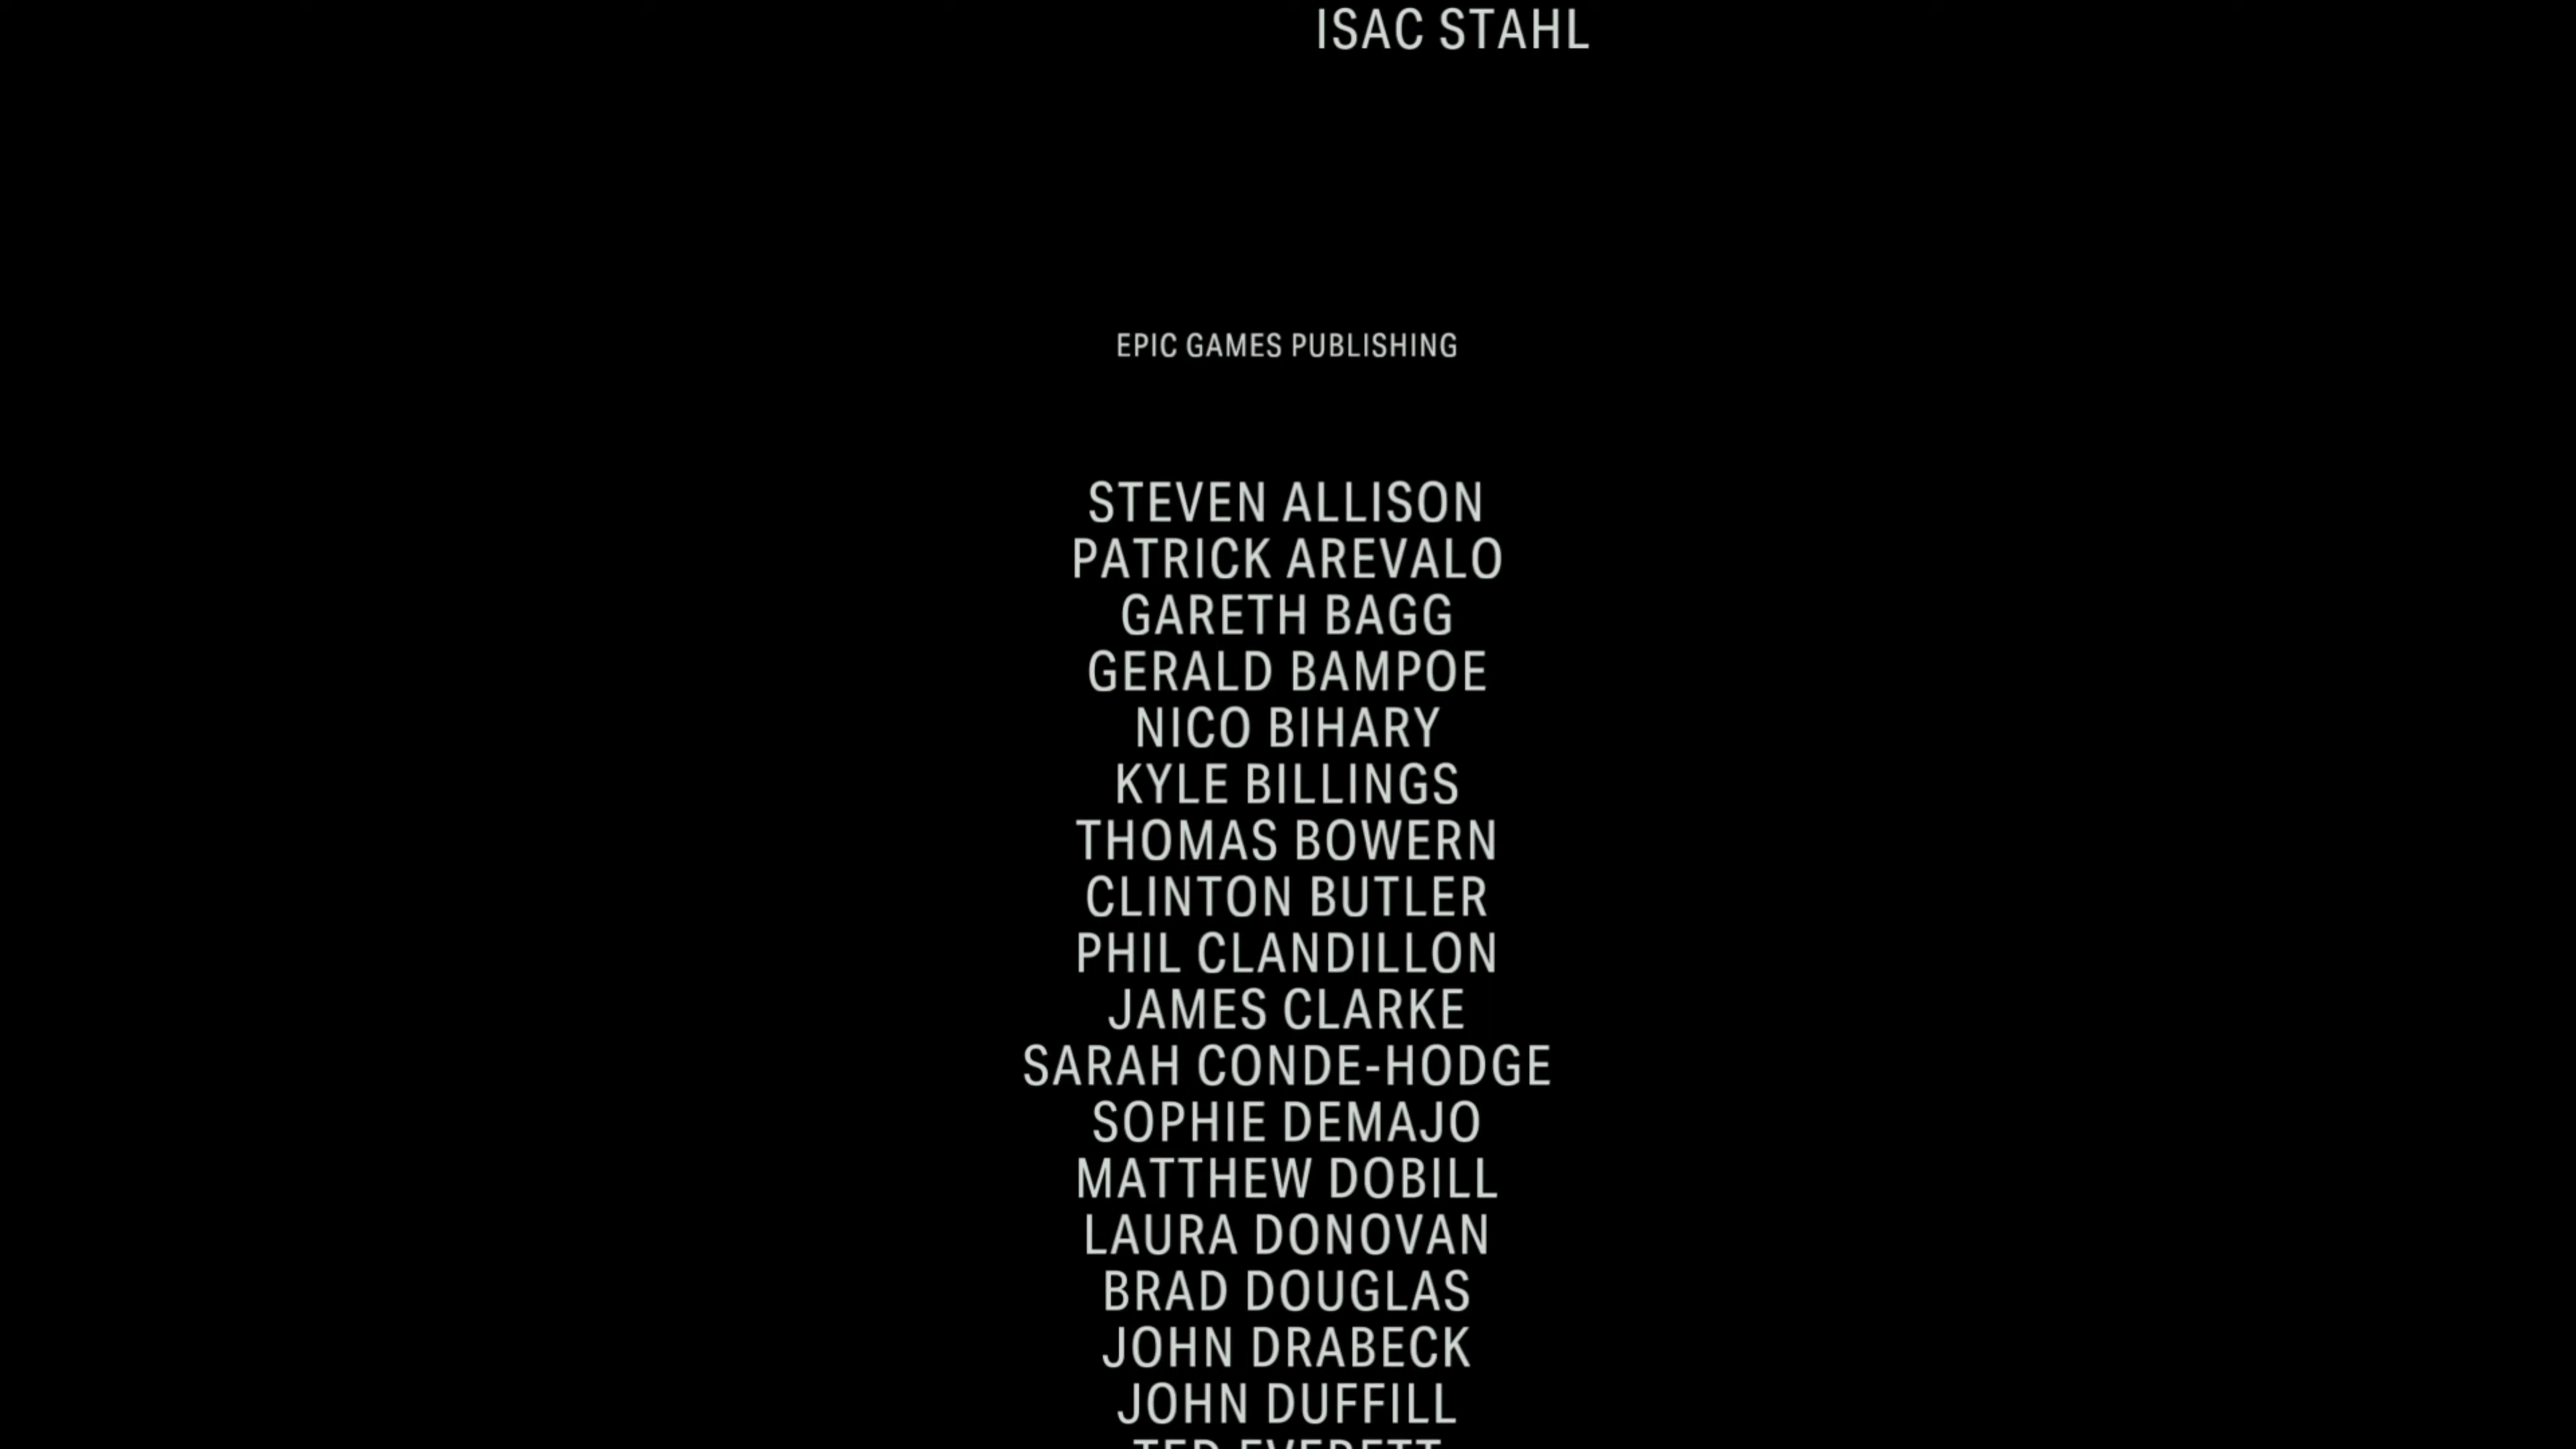 ISAC STAHL
EPIC GAMES PUBLISHING
STEVEN ALLISON
PATRICK AREVALO
GARETH BAGG
GERALD BAMPOE
NICO BIHARY
KYLE BILLINGS
THOMAS BOWERN
CLINTON BUTLER
PHIL CLANDILLON
JAMES CLARKE
SARAH CONDE-HODGE
SOPHIE DEMAJO
MATTHEW DOBILL
LAURA DONOVAN
BRAD DOUGLAS
JOHN DRABECK
JOHN DUFFILL
TED EVERETT